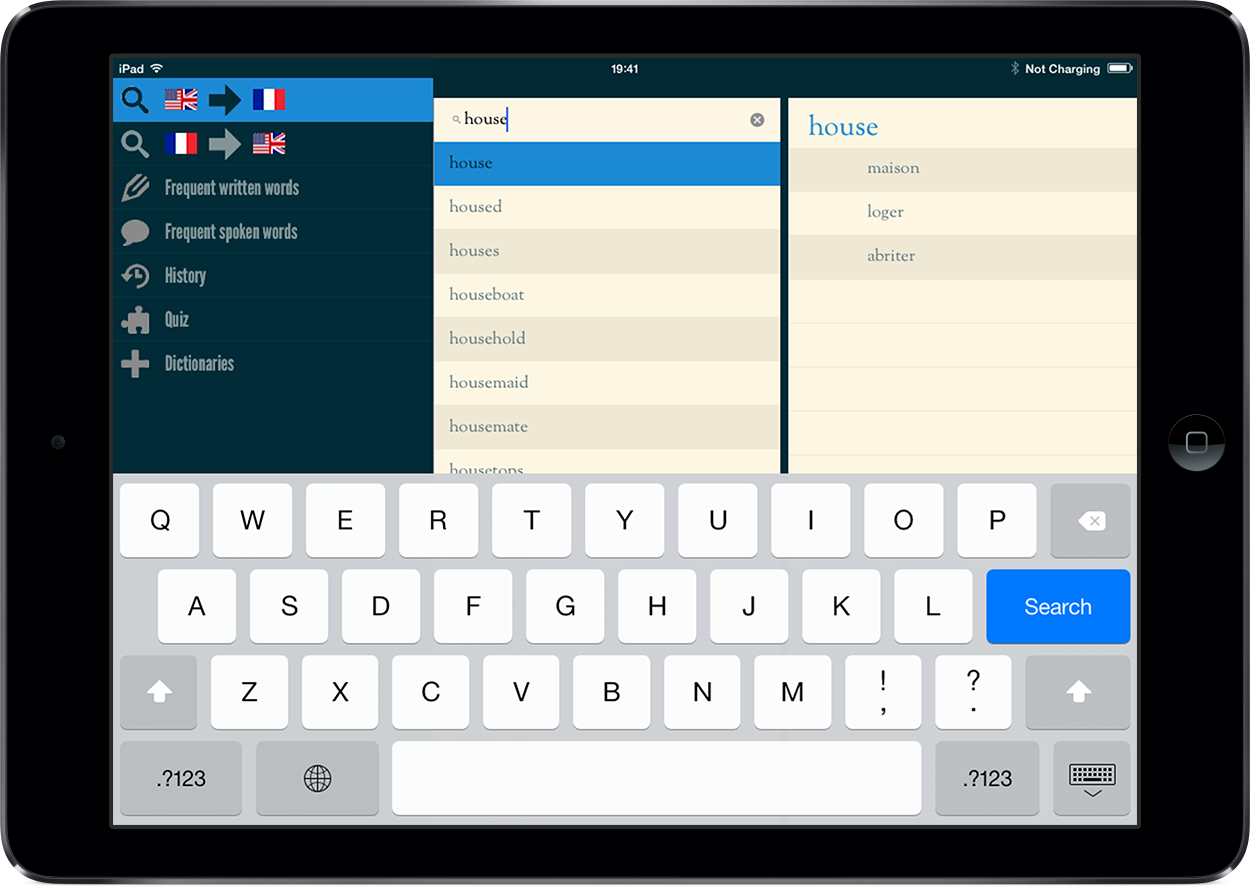 iPad
19:41
Not Charging
Frequent written words
Frequent spoken words
History
Quiz
Dictionaries
house
house
housed
houses
houseboat
household
housemaid
housemate
housetops
house
maison
loger
abriter
Q W E R T Y U I O P
A S D F G H J K L Search
Z X C V B N M ! , ? .
.?123 .?123